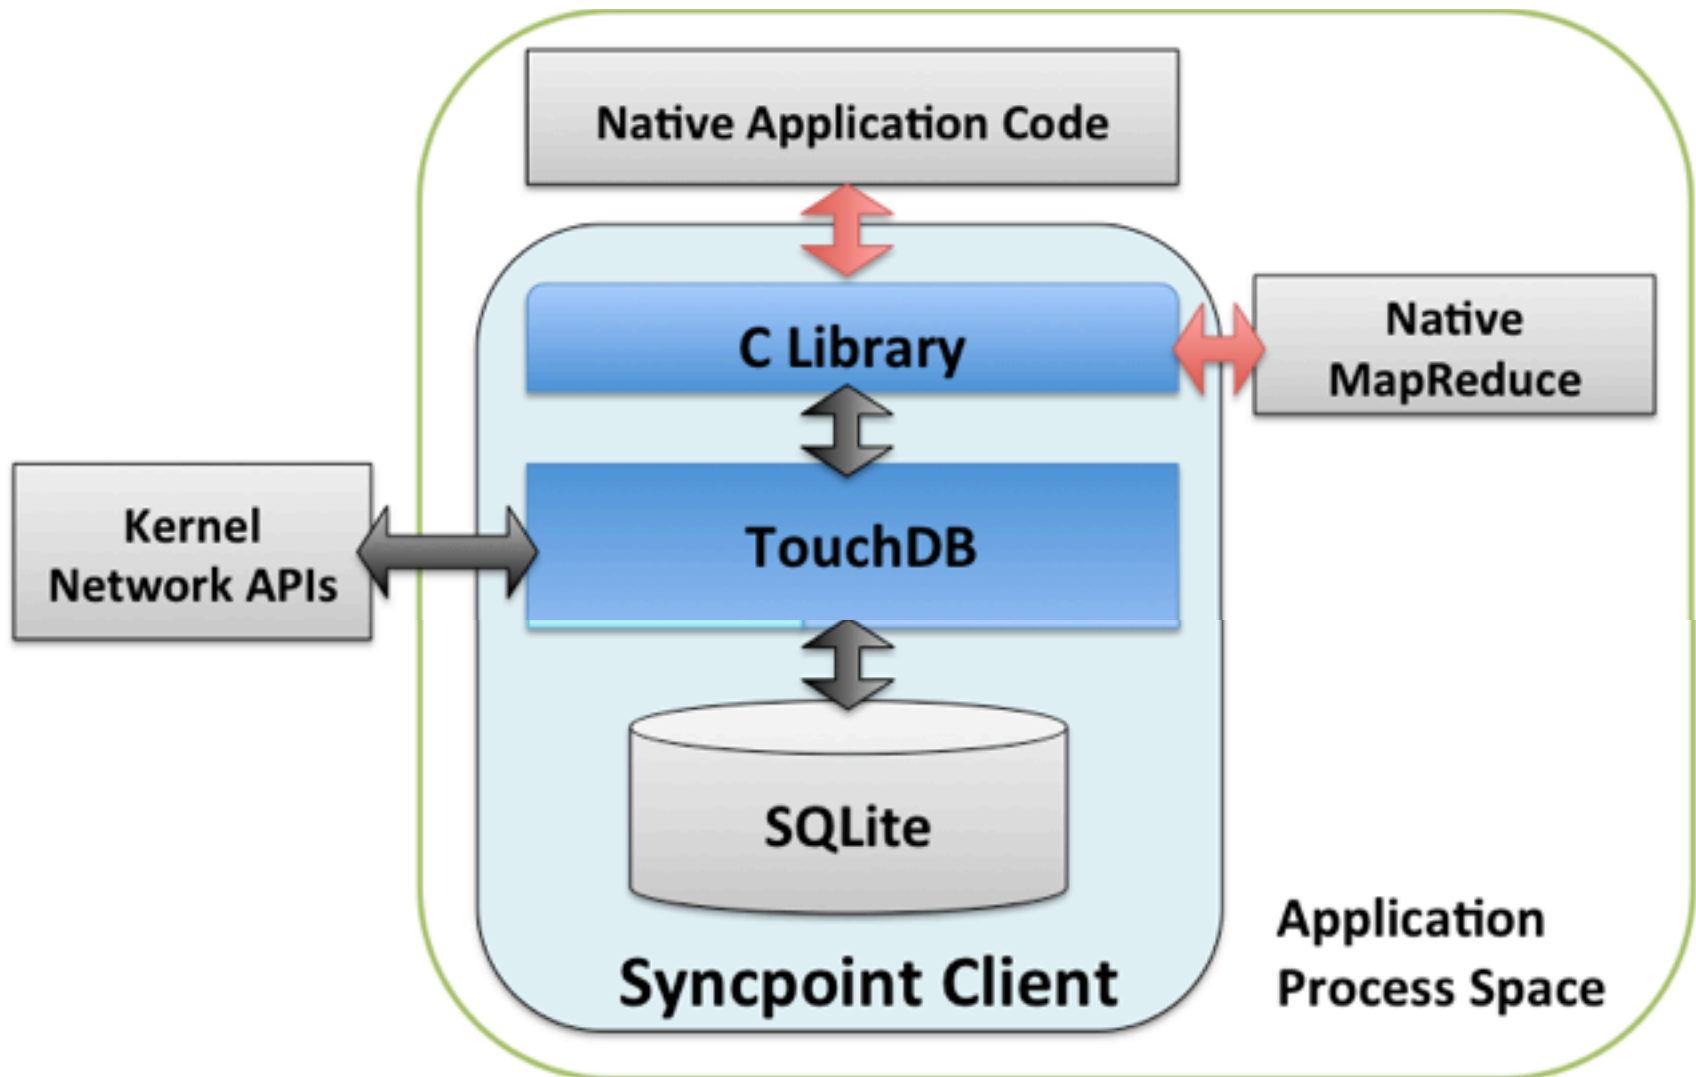 Native Application Code
C Library
Native
MapReduce
Kernel
Network APIs
TouchDB
SQLite
Syncpoint Client
Application
Process Space